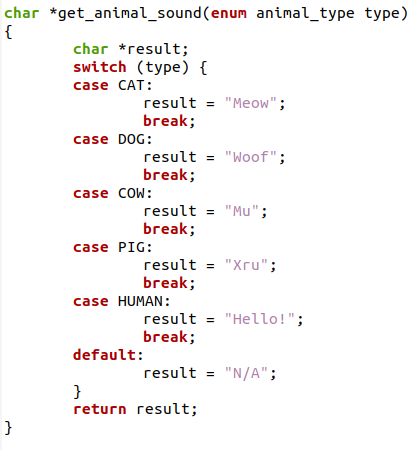 char *get_animal_sound(enum animal_type type)
{
        char *result;
        switch (type) {
        case CAT:
                result = "Meow";
                break;
        case DOG:
                result = "Woof";
                break;
        case COW:
                result = "Mu";
                break;
        case PIG:
                result = "Xru";
                break;
        case HUMAN:
                result = "Hello!";
                break;
        default:
                result = "N/A";
        }
        return result;
}